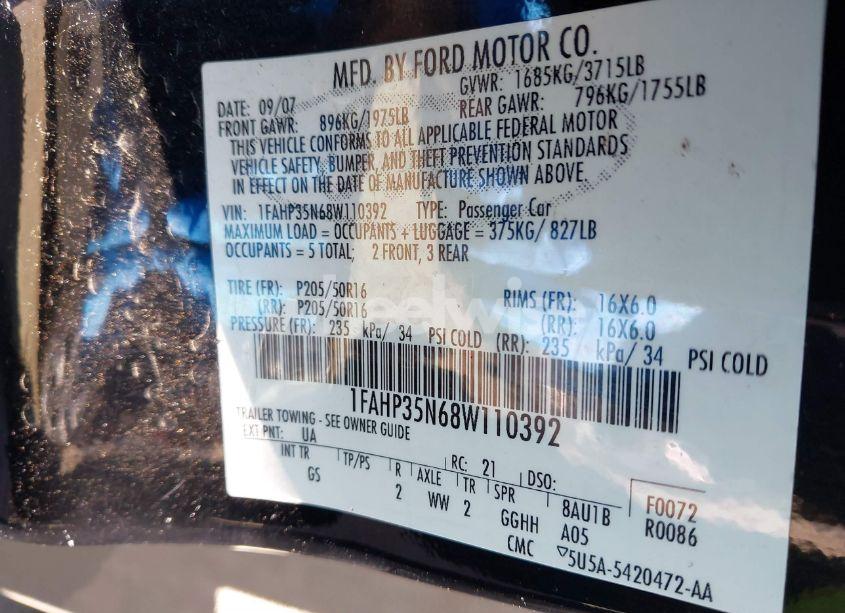 MFD. BY FORD MOTOR CO.
DATE: 09/07 GVWR: 1685KG/3715LB
FRONT GAWR: 896KG/1975LB REAR GAWR: 796KG/1755LB
THIS VEHICLE CONFORMS TO ALL APPLICABLE FEDERAL MOTOR
VEHICLE SAFETY, BUMPER, AND THEFT PREVENTION STANDARDS
IN EFFECT ON THE DATE OF MANUFACTURE SHOWN ABOVE.
VIN: 1FAHP35N68W110392 TYPE: Passenger Car
MAXIMUM LOAD = OCCUPANTS + LUGGAGE = 375KG/ 827LB
OCCUPANTS = 5 TOTAL; 2 FRONT, 3 REAR
TIRE (FR): P205/50R16 RIMS (FR): 16X6.0
(RR): P205/50R16 (RR): 16X6.0
PRESSURE (FR): 235 kPa/ 34 PSI COLD (RR): 235 kPa/ 34 PSI COLD
1FAHP35N68W110392
TRAILER TOWING - SEE OWNER GUIDE
EXT PNT: UA RC: 21 DSO:
INT TR TP/PS R AXLE TR SPR 8AU1B F0072
GS 2 WW 2 GGHH A05 R0086
CMC ▽5U5A-5420472-AA